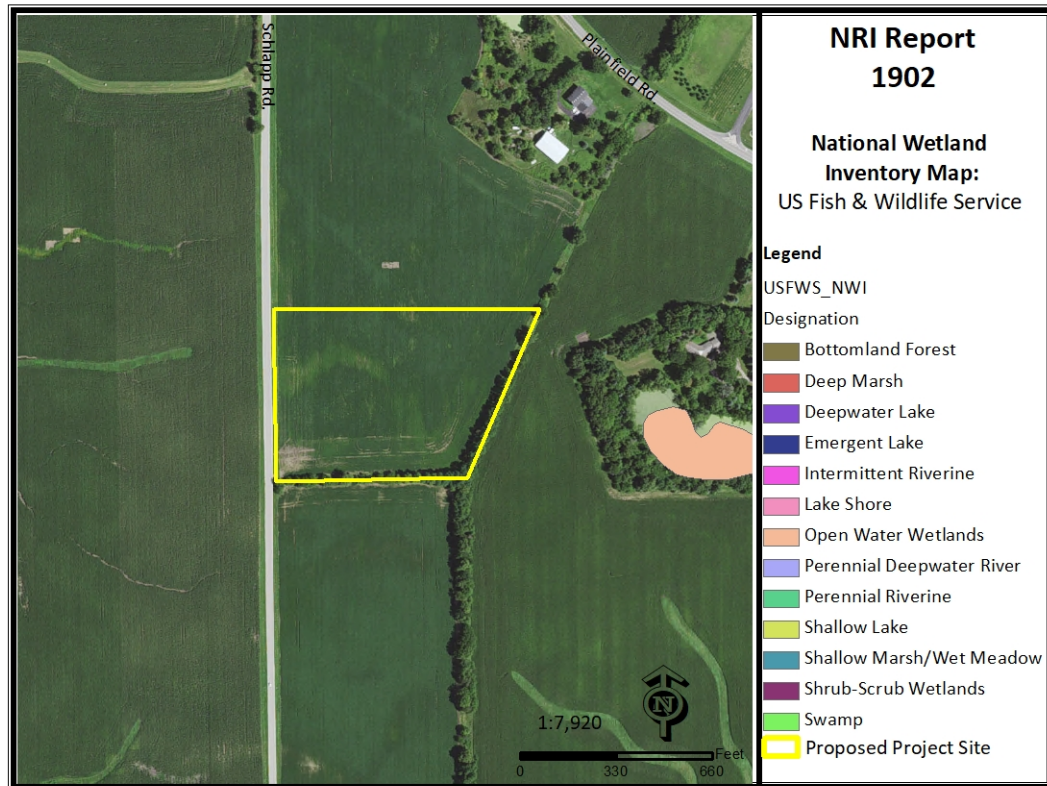 Schlapp Rd.
Plainfield Rd
N
1:7,920
Feet
0 330 660
NRI Report
1902
National Wetland
Inventory Map:
US Fish & Wildlife Service
Legend
USFWS_NWI
Designation
Bottomland Forest
Deep Marsh
Deepwater Lake
Emergent Lake
Intermittent Riverine
Lake Shore
Open Water Wetlands
Perennial Deepwater River
Perennial Riverine
Shallow Lake
Shallow Marsh/Wet Meadow
Shrub-Scrub Wetlands
Swamp
Proposed Project Site